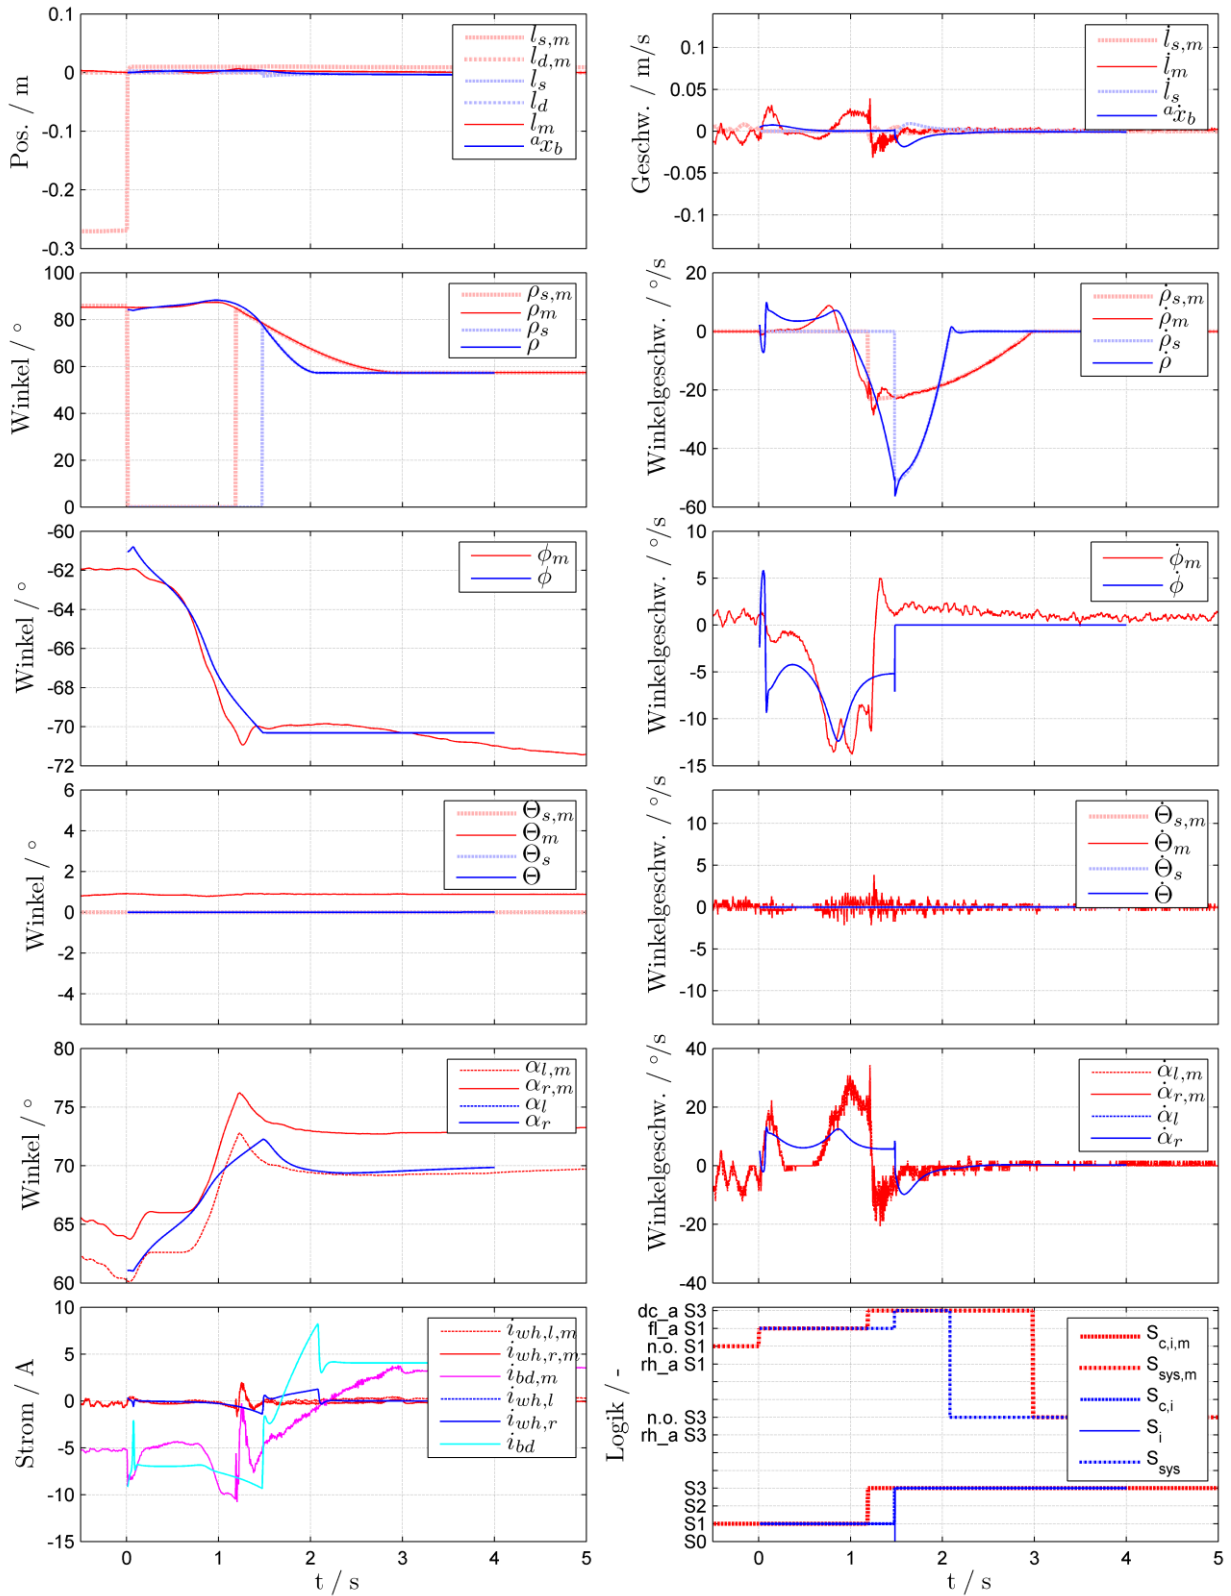 Pos. / m
0.1
0
-0.1
-0.2
-0.3
l_{s,m}
l_{d,m}
l_s
l_d
l_m
^a x_b
Geschw. / m/s
0.1
0.05
0
-0.05
-0.1
l̇_{s,m}
l̇_m
l̇_s
^a ẋ_b
Winkel / °
100
80
60
40
20
0
ρ_{s,m}
ρ_m
ρ_s
ρ
Winkelgeschw. / °/s
20
0
-20
-40
-60
ρ̇_{s,m}
ρ̇_m
ρ̇_s
ρ̇
Winkel / °
-60
-62
-64
-66
-68
-70
-72
ϕ_m
ϕ
Winkelgeschw. / °/s
10
5
0
-5
-10
-15
ϕ̇_m
ϕ̇
Winkel / °
6
4
2
0
-2
-4
Θ_{s,m}
Θ_m
Θ_s
Θ
Winkelgeschw. / °/s
10
5
0
-5
-10
Θ̇_{s,m}
Θ̇_m
Θ̇_s
Θ̇
Winkel / °
80
75
70
65
60
α_{l,m}
α_{r,m}
α_l
α_r
Winkelgeschw. / °/s
40
20
0
-20
-40
α̇_{l,m}
α̇_{r,m}
α̇_l
α̇_r
Strom / A
10
5
0
-5
-10
-15
i_{wh,l,m}
i_{wh,r,m}
i_{bd,m}
i_{wh,l}
i_{wh,r}
i_{bd}
0 1 2 3 4 5
t / s
Logik / -
dc_a S3
fl_a S1
n.o. S1
rh_a S1
n.o. S3
rh_a S3
S3
S2
S1
S0
S_{c,i,m}
S_{sys,m}
S_{c,i}
S_i
S_{sys}
0 1 2 3 4 5
t / s